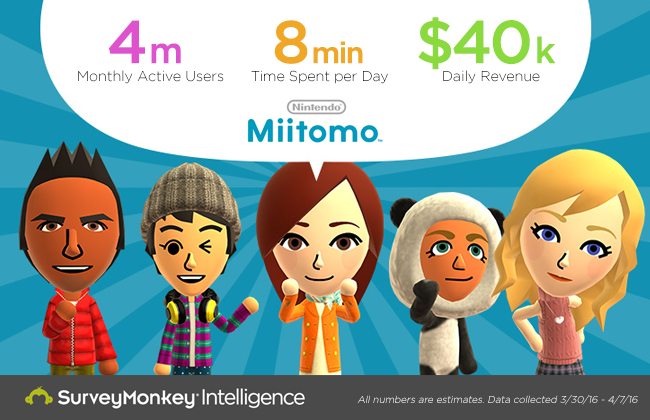 4m 8min $40k
Monthly Active Users Time Spent per Day Daily Revenue
Nintendo
Miitomo™
SurveyMonkey® Intelligence All numbers are estimates. Data collected 3/30/16 - 4/7/16